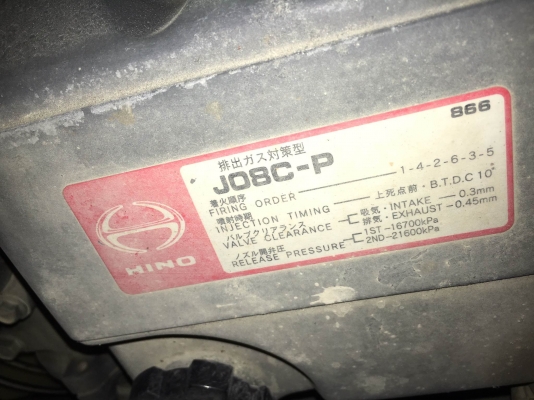 866
排出ガス対策型
J08C-P
着火順序
FIRING ORDER 1-4-2-6-3-5
噴射時期 上死点前・B.T.D.C 10°
INJECTION TIMING
バルブクリアランス 吸気・INTAKE 0.3mm
VALVE CLEARANCE 排気・EXHAUST-0.45mm
ノズル開弁圧 1ST-16700kPa
RELEASE PRESSURE 2ND-21600kPa
HINO